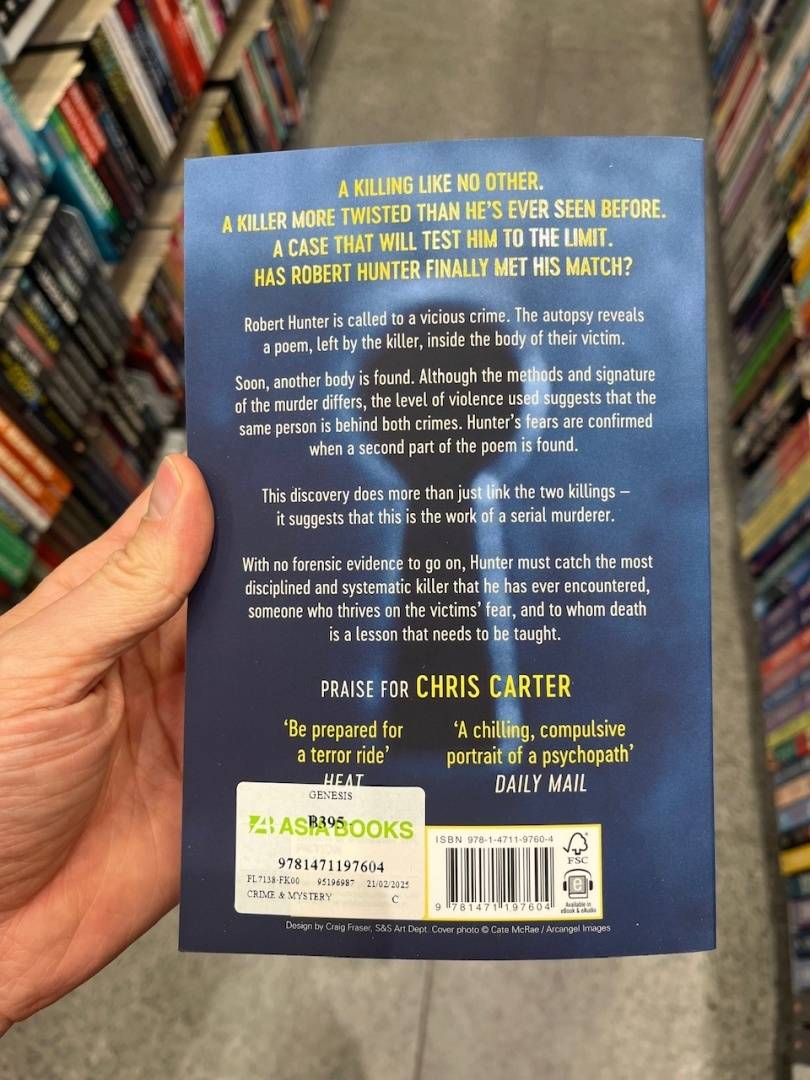 A KILLING LIKE NO OTHER.
A KILLER MORE TWISTED THAN HE'S EVER SEEN BEFORE.
A CASE THAT WILL TEST HIM TO THE LIMIT.
HAS ROBERT HUNTER FINALLY MET HIS MATCH?
Robert Hunter is called to a vicious crime. The autopsy reveals
a poem, left by the killer, inside the body of their victim.
Soon, another body is found. Although the methods and signature
of the murder differs, the level of violence used suggests that the
same person is behind both crimes. Hunter's fears are confirmed
when a second part of the poem is found.
This discovery does more than just link the two killings –
it suggests that this is the work of a serial murderer.
With no forensic evidence to go on, Hunter must catch the most
disciplined and systematic killer that he has ever encountered,
someone who thrives on the victims' fear, and to whom death
is a lesson that needs to be taught.
PRAISE FOR CHRIS CARTER
'Be prepared for
a terror ride'
HEAT
'A chilling, compulsive
portrait of a psychopath'
DAILY MAIL
GENESIS
฿395.-
ASIA BOOKS
9781471197604
FL7138-FK00 95196987 21/02/2025
CRIME & MYSTERY C
ISBN 978-1-4711-9760-4
9 781471 197604
FSC
e
Available in
eBook & eAudio
Design by Craig Fraser, S&S Art Dept. Cover photo © Cate McRae / Arcangel Images